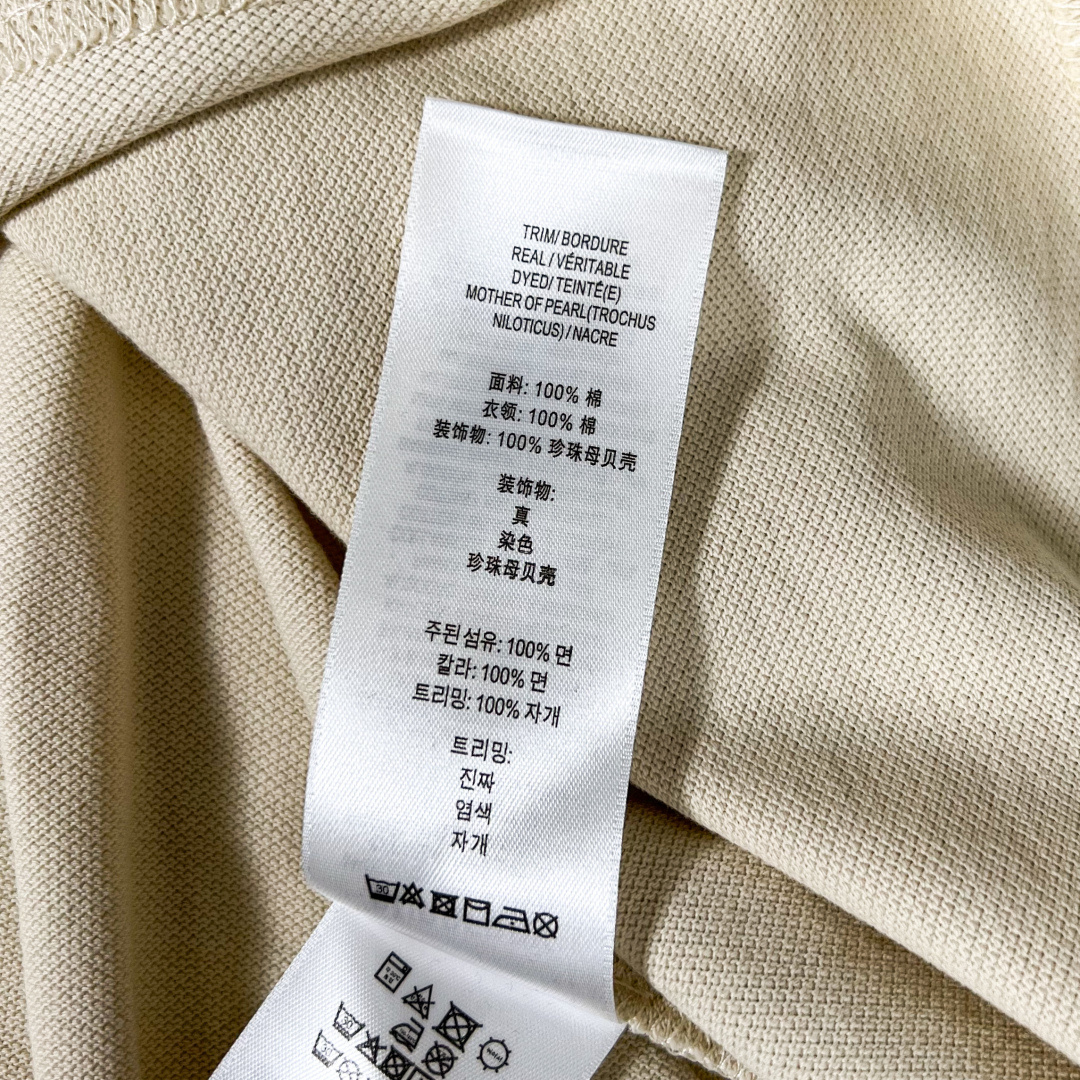 TRIM/ BORDURE
REAL / VÉRITABLE
DYED/ TEINTÉ(E)
MOTHER OF PEARL(TROCHUS
NILOTICUS) / NACRE
面料: 100% 棉
衣领: 100% 棉
装饰物: 100% 珍珠母贝壳
装饰物:
真
染色
珍珠母贝壳
주된 섬유: 100% 면
칼라: 100% 면
트리밍: 100% 자개
트리밍:
진짜
염색
자개
30
30
30